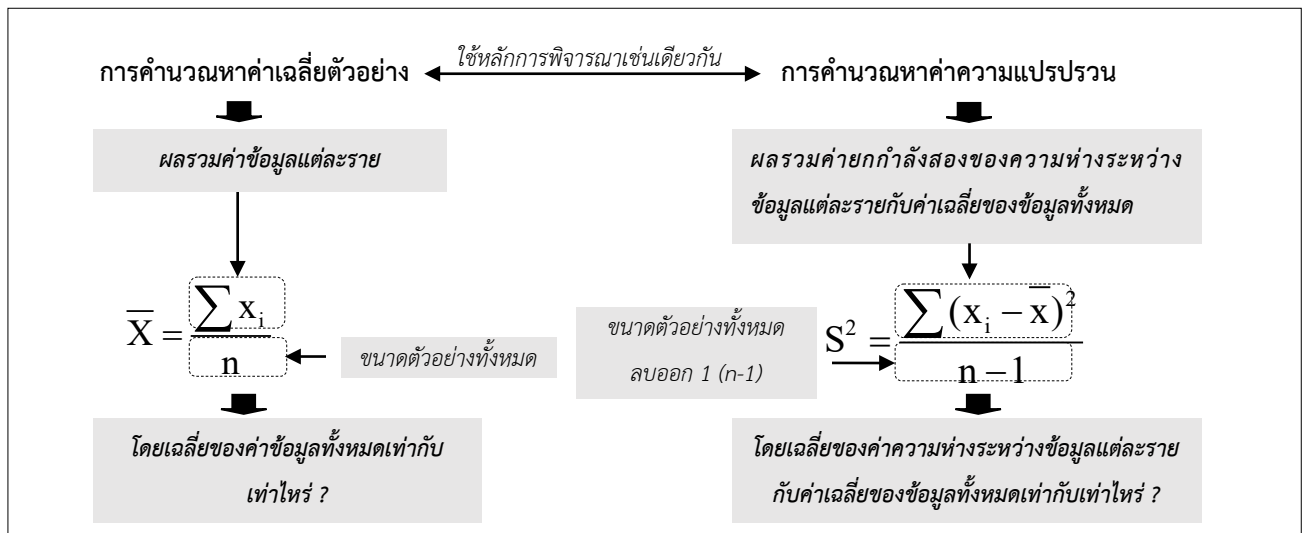 ใช้หลักการพิจารณาเช่นเดียวกัน
การคำนวณหาค่าเฉลี่ยตัวอย่าง
การคำนวณหาค่าความแปรปรวน
ผลรวมค่าข้อมูลแต่ละราย
ผลรวมค่ายกกำลังสองของความห่างระหว่าง
ข้อมูลแต่ละรายกับค่าเฉลี่ยของข้อมูลทั้งหมด
X̅ = ∑ xᵢ / n
ขนาดตัวอย่างทั้งหมด
ขนาดตัวอย่างทั้งหมด
ลบออก 1 (n-1)
S² = ∑ (xᵢ – x̅)² / n – 1
โดยเฉลี่ยของค่าข้อมูลทั้งหมดเท่ากับ
เท่าไหร่ ?
โดยเฉลี่ยของค่าความห่างระหว่างข้อมูลแต่ละราย
กับค่าเฉลี่ยของข้อมูลทั้งหมดเท่ากับเท่าไหร่ ?